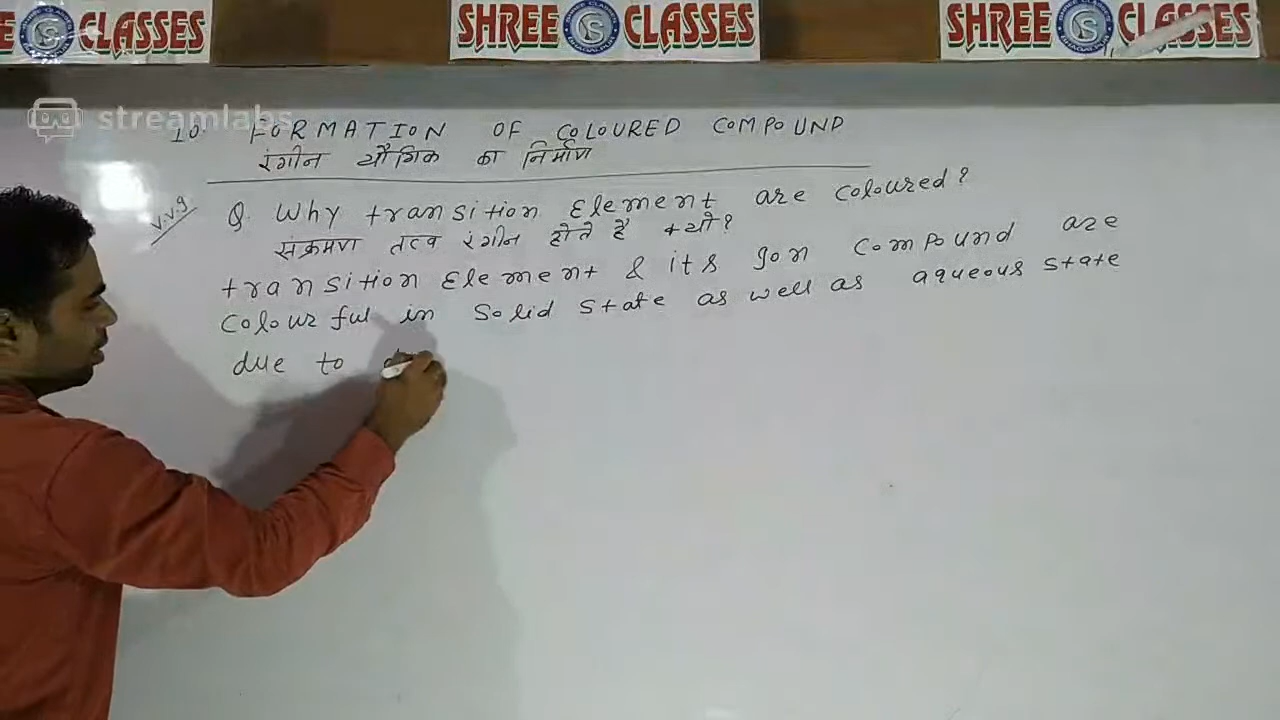 SHREE CLASSES SHREE CLASSES SHREE CLASSES
streamlabs
10. FORMATION OF COLOURED COMPOUND
रंगीन यौगिक का निर्माण
V.V.I Q. Why transition Element are coloured?
संक्रमण तत्व रंगीन होते है क्यों?
transition Element & its Ion compound are
colourful in solid state as well as aqueous state
due to